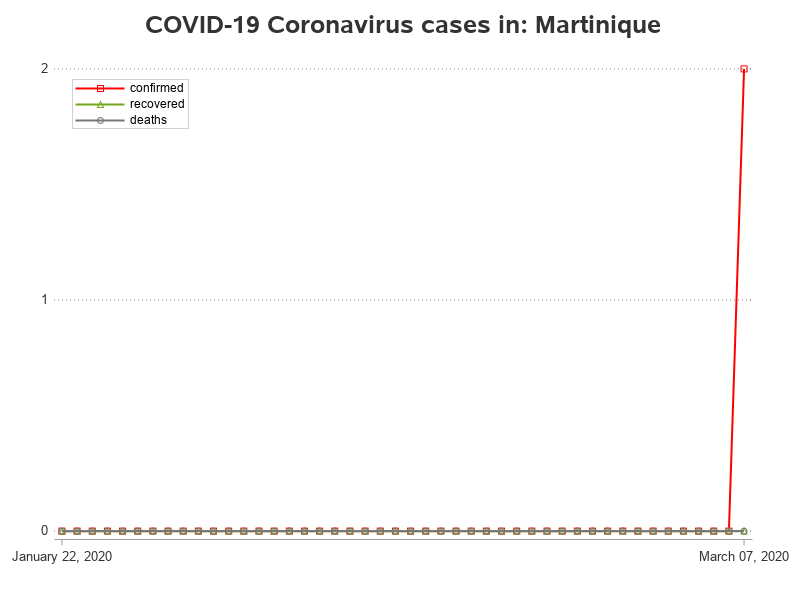 COVID-19 Coronavirus cases in: Martinique
2
confirmed
recovered
deaths
1
0
January 22, 2020
March 07, 2020